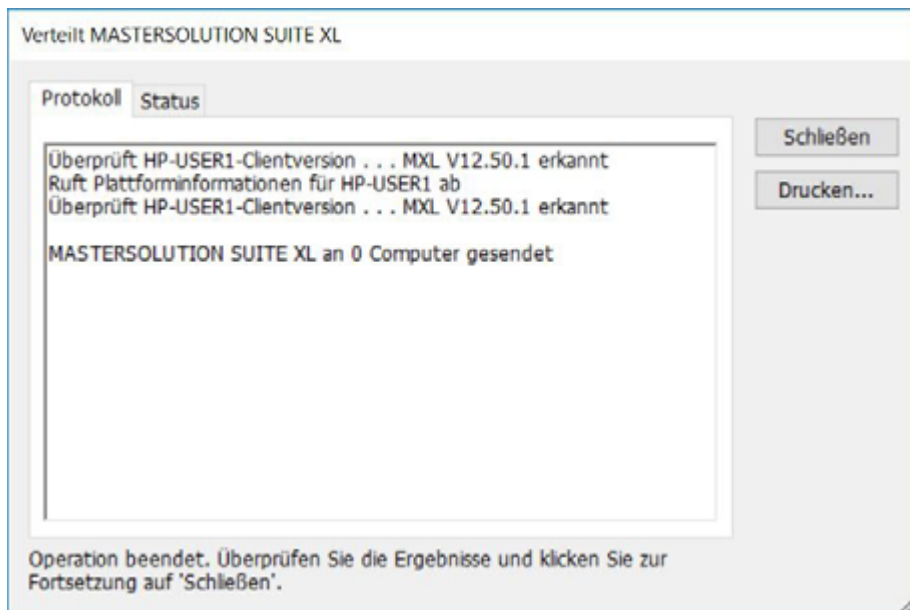 Verteilt MASTERSOLUTION SUITE XL
Protokoll
Status
Schließen
Drucken...
Überprüft HP-USER1-Clientversion . . . MXL V12.50.1 erkannt
Ruft Plattforminformationen für HP-USER1 ab
Überprüft HP-USER1-Clientversion . . . MXL V12.50.1 erkannt
MASTERSOLUTION SUITE XL an 0 Computer gesendet
Operation beendet. Überprüfen Sie die Ergebnisse und klicken Sie zur
Fortsetzung auf 'Schließen'.